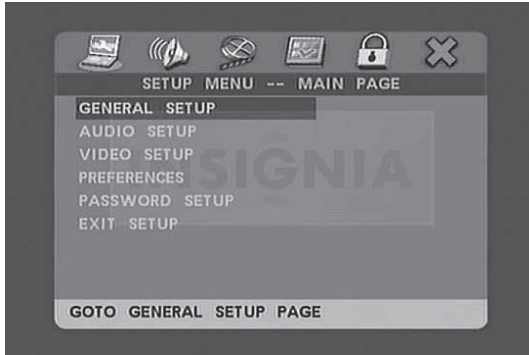 SETUP MENU -- MAIN PAGE
GENERAL SETUP
AUDIO SETUP
VIDEO SETUP
PREFERENCES
PASSWORD SETUP
EXIT SETUP
INSIGNIA
GOTO GENERAL SETUP PAGE